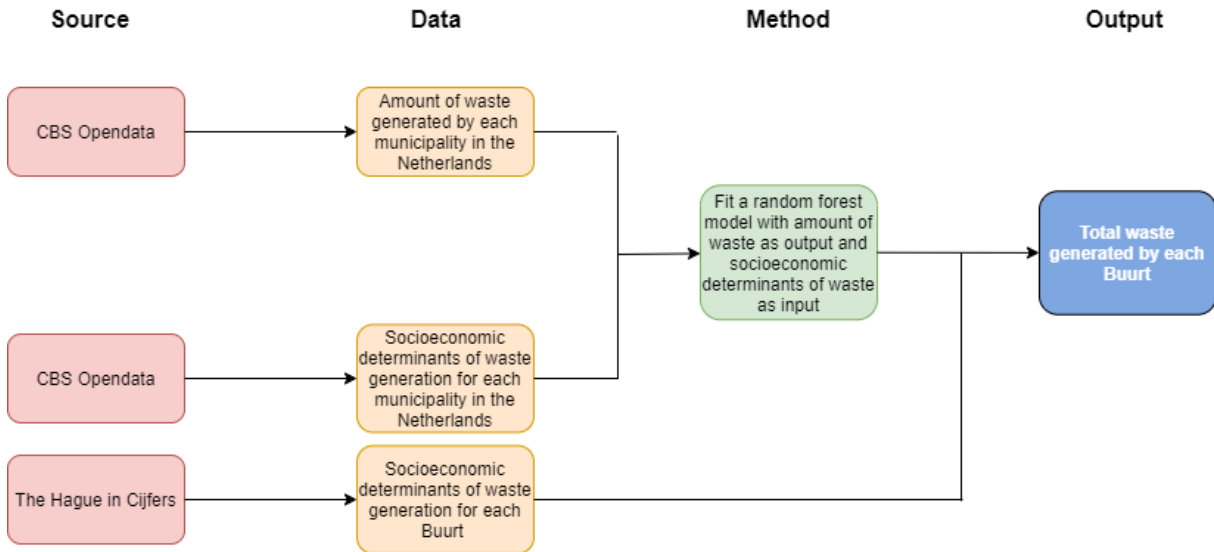 Source
Data
Method
Output
CBS Opendata
Amount of waste
generated by each
municipality in the
Netherlands
Fit a random forest
model with amount of
waste as output and
socioeconomic
determinants of waste
as input
Total waste
generated by each
Buurt
CBS Opendata
Socioeconomic
determinants of waste
generation for each
municipality in the
Netherlands
The Hague in Cijfers
Socioeconomic
determinants of waste
generation for each
Buurt